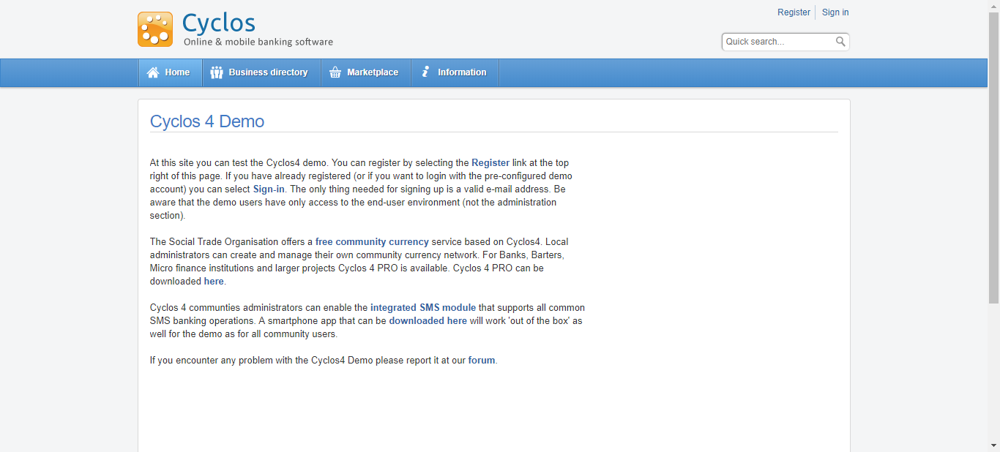 Cyclos
Online & mobile banking software
Register
Sign in
Quick search...
Home
Business directory
Marketplace
Information
Cyclos 4 Demo
At this site you can test the Cyclos4 demo. You can register by selecting the Register link at the top
right of this page. If you have already registered (or if you want to login with the pre-configured demo
account) you can select Sign-in. The only thing needed for signing up is a valid e-mail address. Be
aware that the demo users have only access to the end-user environment (not the administration
section).
The Social Trade Organisation offers a free community currency service based on Cyclos4. Local
administrators can create and manage their own community currency network. For Banks, Barters,
Micro finance institutions and larger projects Cyclos 4 PRO is available. Cyclos 4 PRO can be
downloaded here.
Cyclos 4 communties administrators can enable the integrated SMS module that supports all common
SMS banking operations. A smartphone app that can be downloaded here will work 'out of the box' as
well for the demo as for all community users.
If you encounter any problem with the Cyclos4 Demo please report it at our forum.